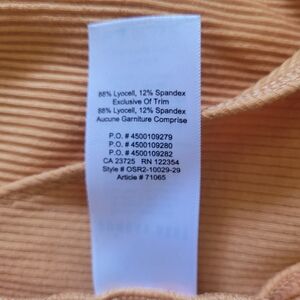 88% Lyocell, 12% Spandex
Exclusive Of Trim
88% Lyocell, 12% Spandex
Aucune Garniture Comprise
P.O. # 4500109279
P.O. # 4500109280
P.O. # 4500109282
CA 23725 RN 122354
Style # OSR2-10029-29
Article # 71065